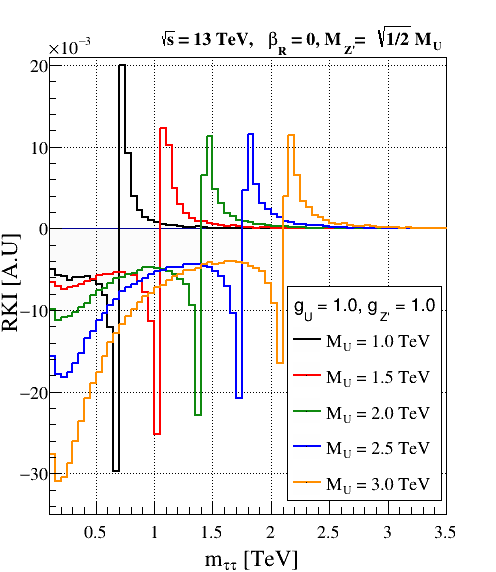 √s = 13 TeV, β_R = 0, M_Z' = √1/2 M_U
×10⁻³
20
10
0
−10
−20
−30
RKI [A.U]
g_U = 1.0, g_Z' = 1.0
M_U = 1.0 TeV
M_U = 1.5 TeV
M_U = 2.0 TeV
M_U = 2.5 TeV
M_U = 3.0 TeV
0.5 1 1.5 2 2.5 3 3.5
m_ττ [TeV]